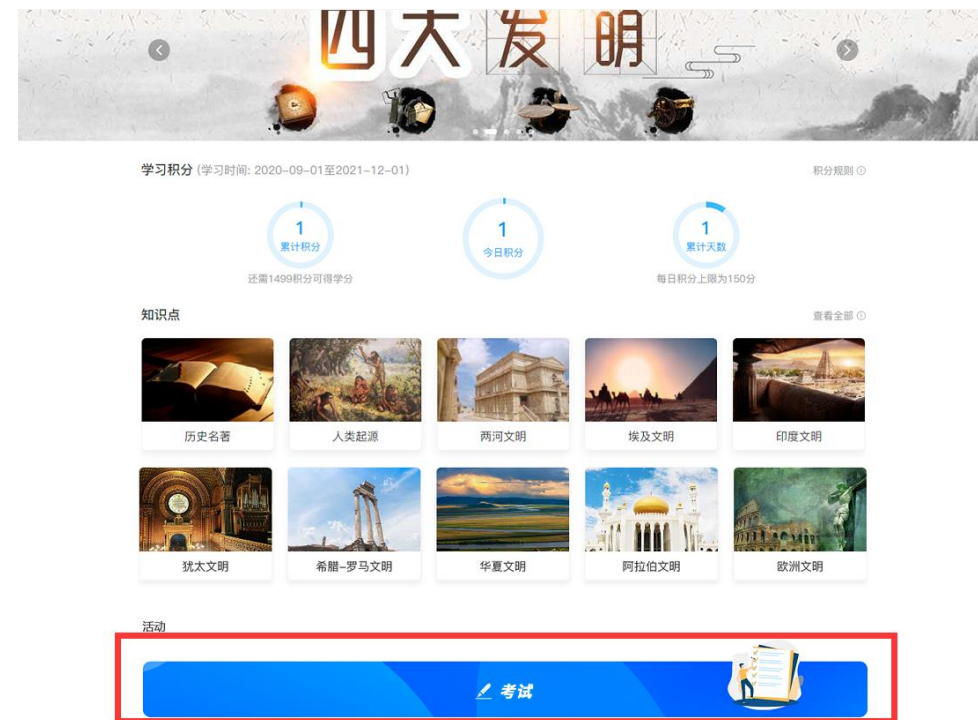 四大发明
学习积分 (学习时间: 2020-09-01至2021-12-01)
积分规则
1
累计积分
1
今日积分
1
累计天数
还需1499积分可得学分
每日积分上限为150分
知识点
查看全部
历史名著
人类起源
两河文明
埃及文明
印度文明
犹太文明
希腊-罗马文明
华夏文明
阿拉伯文明
欧洲文明
活动
考试